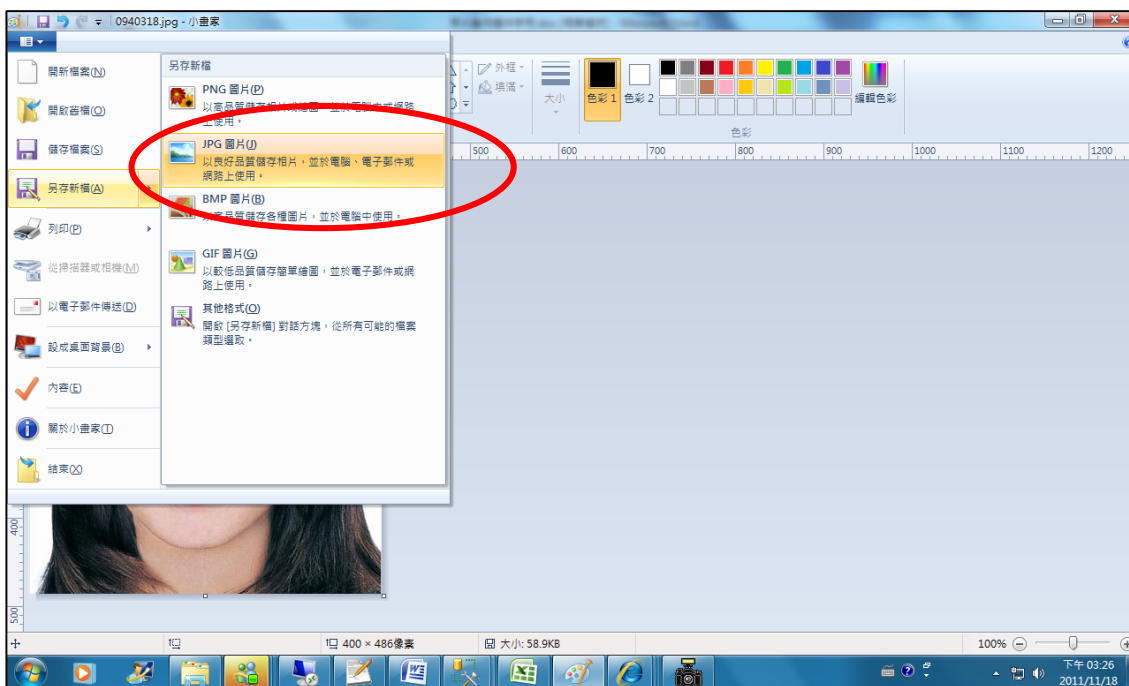 0940318.jpg - 小畫家
開新檔案(N)
開啟舊檔(O)
儲存檔案(S)
另存新檔(A)
列印(P)
從掃描器或相機(M)
以電子郵件傳送(D)
設成桌面背景(B)
內容(E)
關於小畫家(T)
結束(X)
另存新檔
PNG 圖片(P)
以高品質儲存相片或繪圖，並於電腦中或網路
上使用。
JPG 圖片(J)
以良好品質儲存相片，並於電腦、電子郵件或
網路上使用。
BMP 圖片(B)
以高品質儲存各種圖片，並於電腦中使用。
GIF 圖片(G)
以較低品質儲存簡單繪圖，並於電子郵件或網
路上使用。
其他格式(O)
開啟 [另存新檔] 對話方塊，從所有可能的檔案
類型選取。
外框
填滿
大小
色彩 1
色彩 2
編輯色彩
色彩
500 600 700 800 900 1000 1100 1200
400
500
400 × 486像素
大小: 58.9KB
100%
下午 03:26
2011/11/18